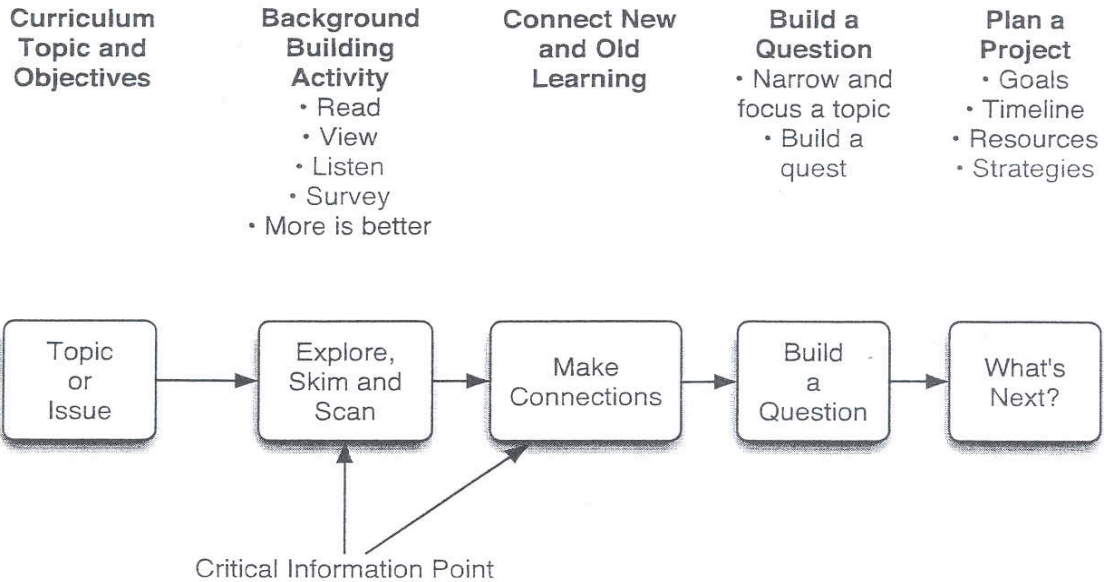 Curriculum
Topic and
Objectives
Background
Building
Activity
• Read
• View
• Listen
• Survey
• More is better
Connect New
and Old
Learning
Build a
Question
• Narrow and
focus a topic
• Build a
quest
Plan a
Project
• Goals
• Timeline
• Resources
• Strategies
Topic
or
Issue
Explore,
Skim and
Scan
Make
Connections
Build
a
Question
What's
Next?
Critical Information Point